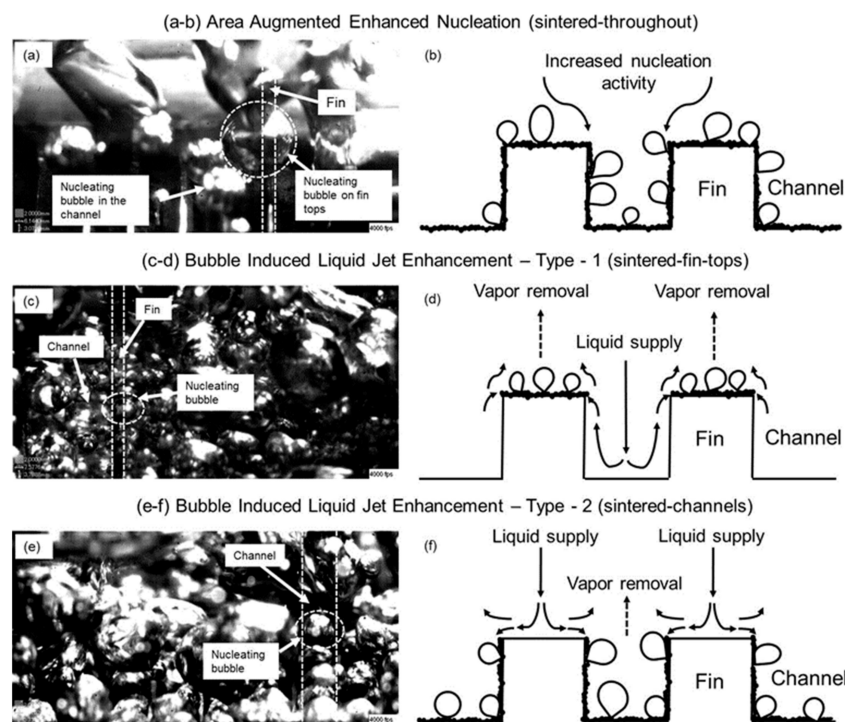 (a-b) Area Augmented Enhanced Nucleation (sintered-throughout)
(a)
Fin
Nucleating
bubble in the
channel
Nucleating
bubble on fin
tops
4000 fps
(b)
Increased nucleation
activity
Fin
Channel
(c-d) Bubble Induced Liquid Jet Enhancement – Type - 1 (sintered-fin-tops)
(c)
Fin
Channel
Nucleating
bubble
4000 fps
(d)
Vapor removal
Vapor removal
Liquid supply
Fin
Channel
(e-f) Bubble Induced Liquid Jet Enhancement – Type - 2 (sintered-channels)
(e)
Channel
Nucleating
bubble
4000 fps
(f)
Liquid supply
Liquid supply
Vapor removal
Fin
Channel